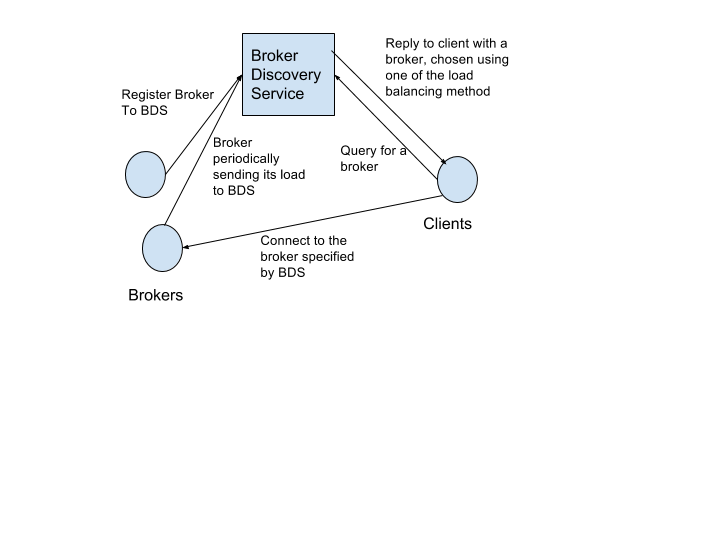 Broker
Discovery
Service
Reply to client with a
broker, chosen using
one of the load
balancing method
Register Broker
To BDS
Broker
periodically
sending its load
to BDS
Query for a
broker
Clients
Connect to the
broker specified
by BDS
Brokers